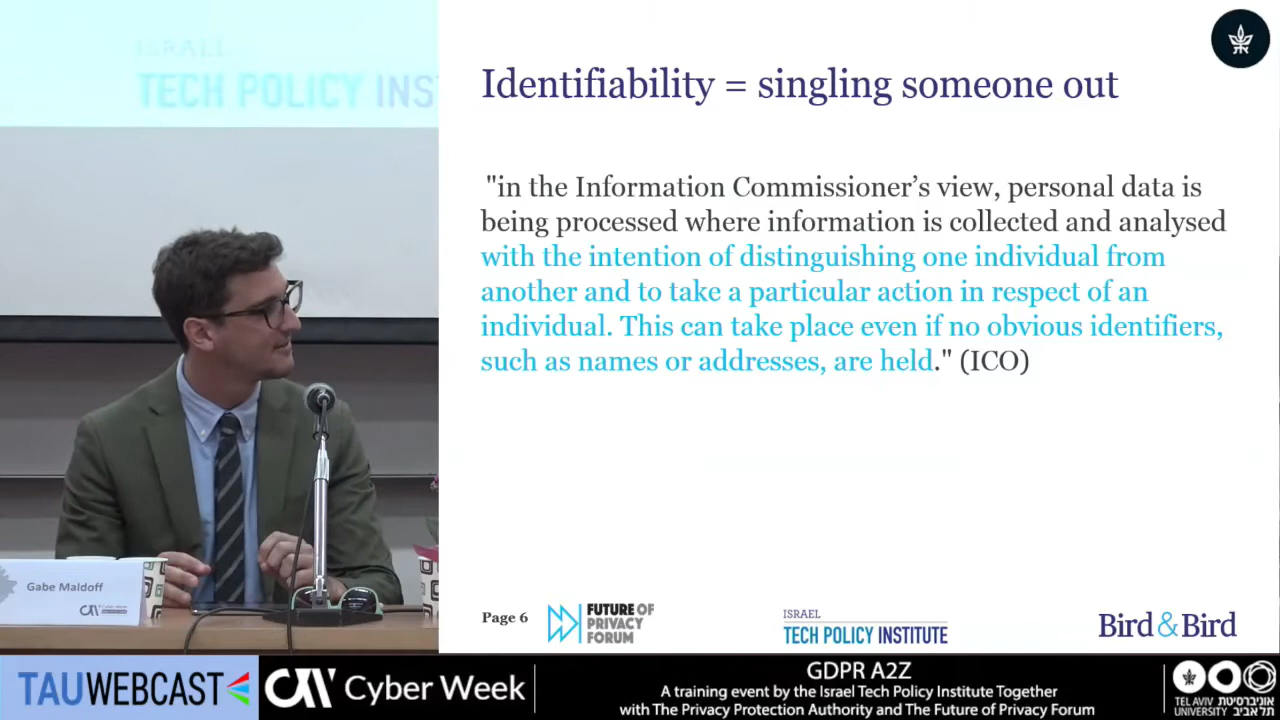 ISRAEL
TECH POLICY INS
Identifiability = singling someone out
"in the Information Commissioner’s view, personal data is
being processed where information is collected and analysed
with the intention of distinguishing one individual from
another and to take a particular action in respect of an
individual. This can take place even if no obvious identifiers,
such as names or addresses, are held." (ICO)
Gabe Maldoff
Cyber Week
Page 6
FUTURE OF
PRIVACY
FORUM
ISRAEL
TECH POLICY INSTITUTE
Bird & Bird
TAUWEBCAST
Cyber Week
GDPR A2Z
A training event by the Israel Tech Policy Institute Together
with The Privacy Protection Authority and The Future of Privacy Forum
TEL AVIV אוניברסיטת
UNIVERSITY תל אביב